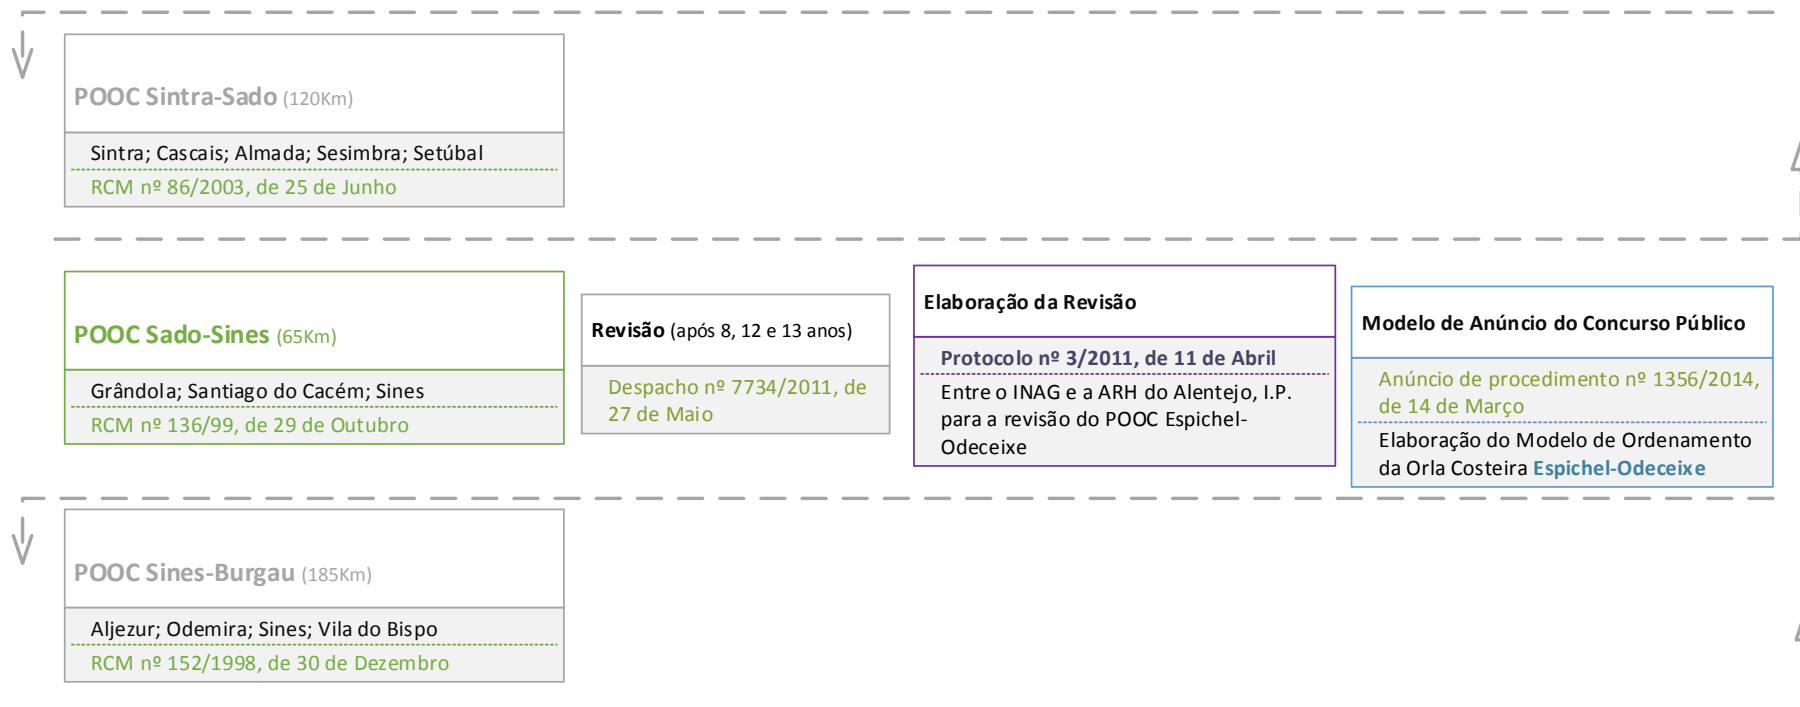 POOC Sintra-Sado (120Km)
Sintra; Cascais; Almada; Sesimbra; Setúbal
RCM nº 86/2003, de 25 de Junho
POOC Sado-Sines (65Km)
Grândola; Santiago do Cacém; Sines
RCM nº 136/99, de 29 de Outubro
Revisão (após 8, 12 e 13 anos)
Despacho nº 7734/2011, de
27 de Maio
Elaboração da Revisão
Protocolo nº 3/2011, de 11 de Abril
Entre o INAG e a ARH do Alentejo, I.P.
para a revisão do POOC Espichel-
Odeceixe
Modelo de Anúncio do Concurso Público
Anúncio de procedimento nº 1356/2014,
de 14 de Março
Elaboração do Modelo de Ordenamento
da Orla Costeira Espichel-Odeceixe
POOC Sines-Burgau (185Km)
Aljezur; Odemira; Sines; Vila do Bispo
RCM nº 152/1998, de 30 de Dezembro